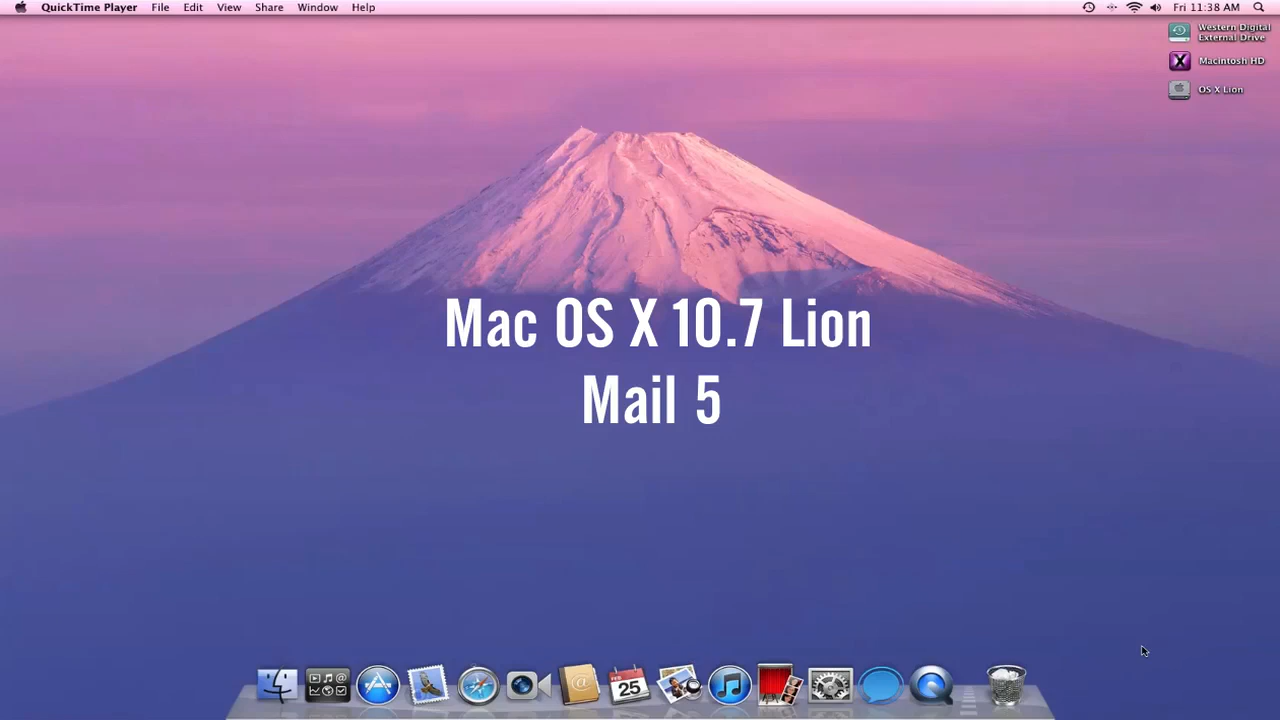 QuickTime Player File Edit View Share Window Help Fri 11:38 AM
Western Digital
External Drive
Macintosh HD
OS X Lion
Mac OS X 10.7 Lion
Mail 5
FEB
25